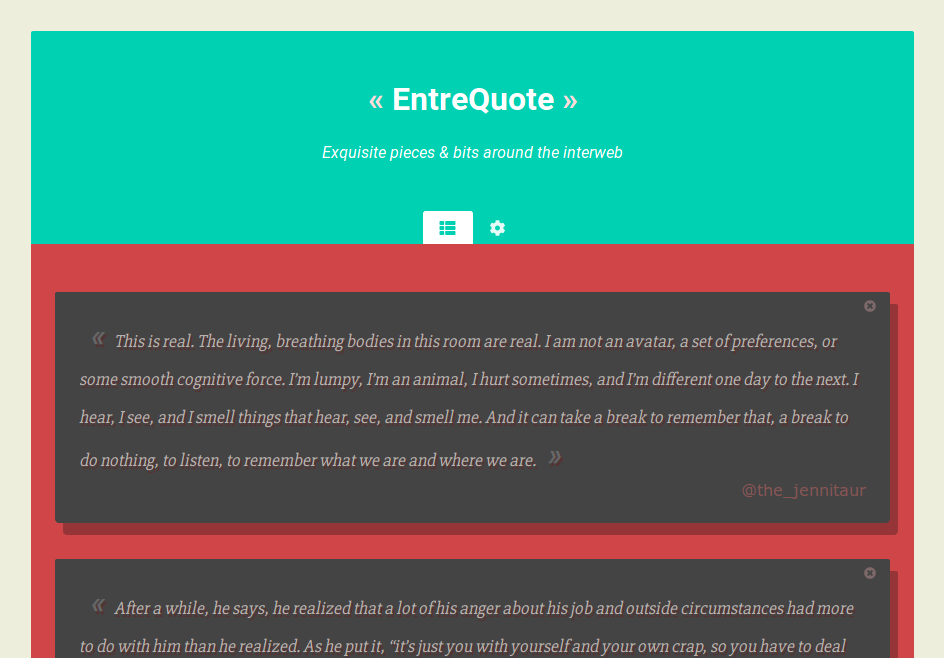 « EntreQuote »
Exquisite pieces & bits around the interweb
« This is real. The living, breathing bodies in this room are real. I am not an avatar, a set of preferences, or
some smooth cognitive force. I'm lumpy, I'm an animal, I hurt sometimes, and I'm different one day to the next. I
hear, I see, and I smell things that hear, see, and smell me. And it can take a break to remember that, a break to
do nothing, to listen, to remember what we are and where we are. »
@the_jennitaur
« After a while, he says, he realized that a lot of his anger about his job and outside circumstances had more
to do with him than he realized. As he put it, “it's just you with yourself and your own crap, so you have to deal